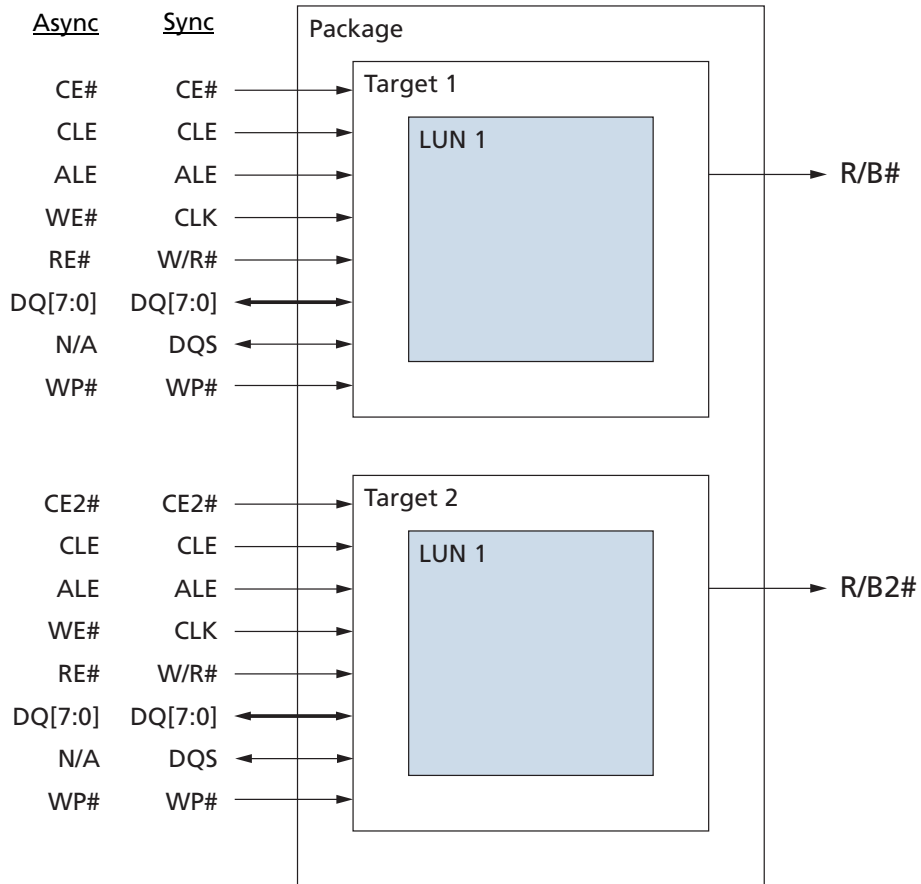 Async Sync Package
CE# CE# Target 1
CLE CLE LUN 1
ALE ALE R/B#
WE# CLK
RE# W/R#
DQ[7:0] DQ[7:0]
N/A DQS
WP# WP#
CE2# CE2# Target 2
CLE CLE LUN 1
ALE ALE R/B2#
WE# CLK
RE# W/R#
DQ[7:0] DQ[7:0]
N/A DQS
WP# WP#